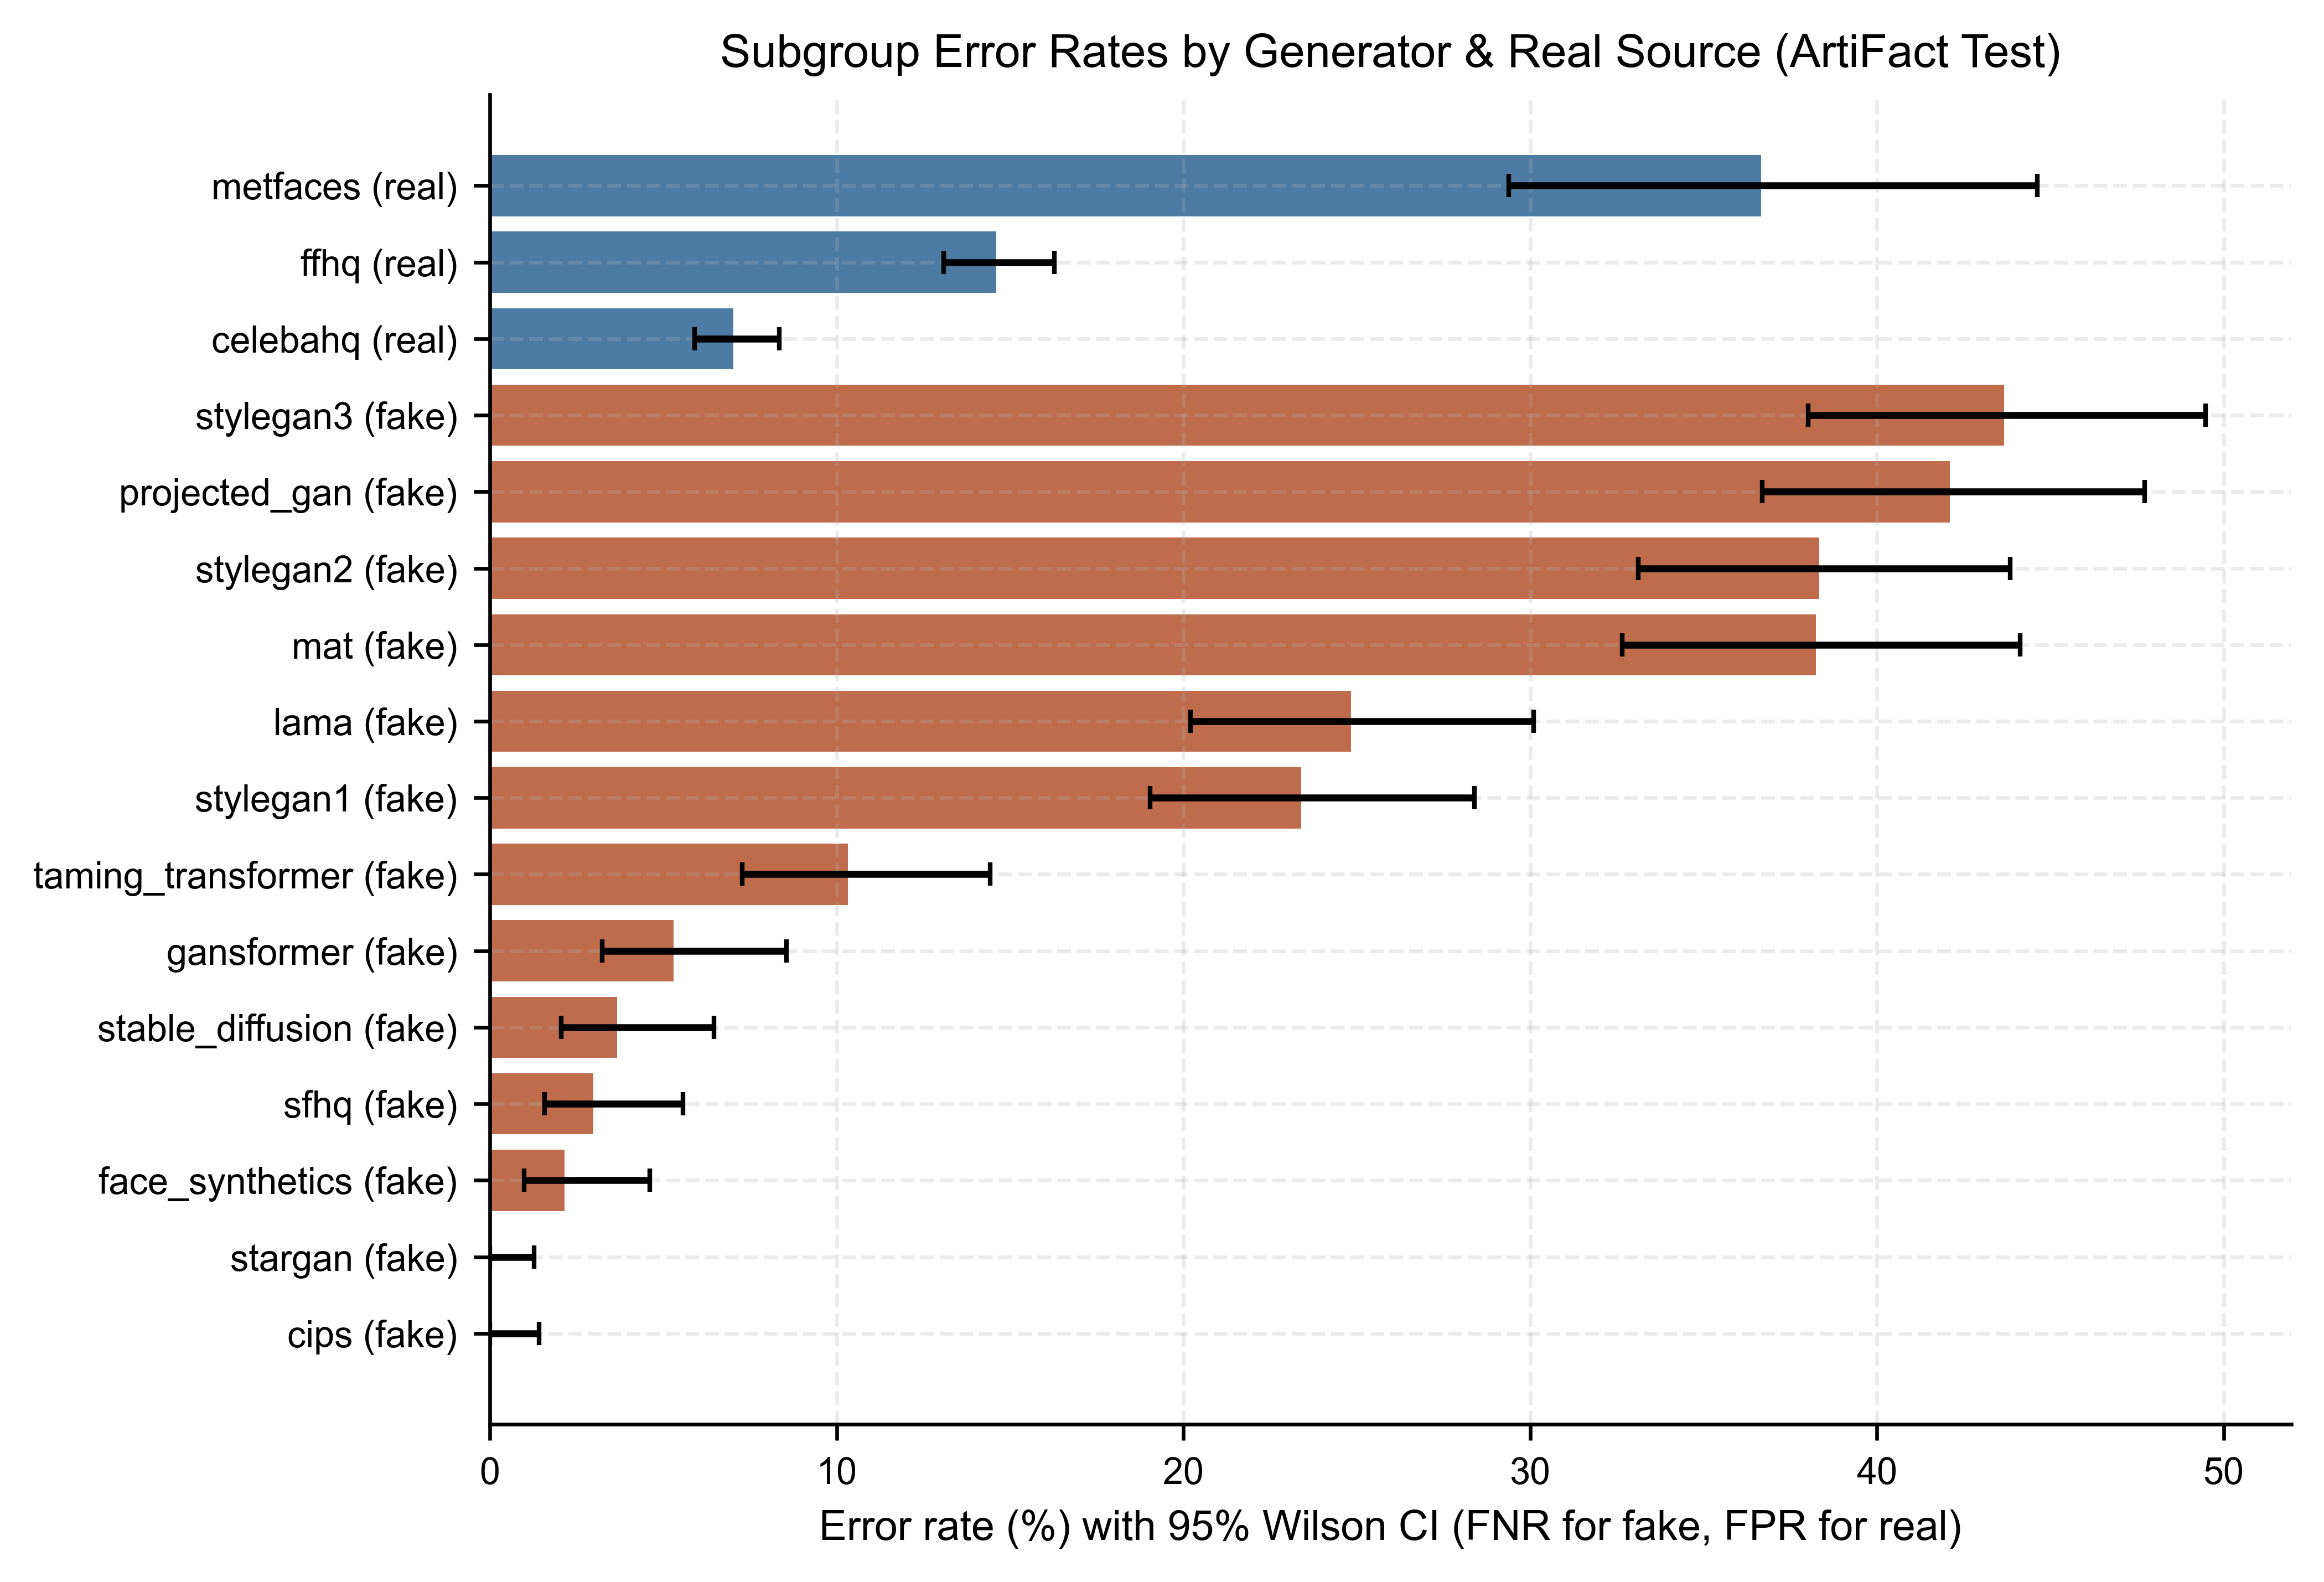 Subgroup Error Rates by Generator & Real Source (ArtiFact Test)
metfaces (real)
ffhq (real)
celebahq (real)
stylegan3 (fake)
projected_gan (fake)
stylegan2 (fake)
mat (fake)
lama (fake)
stylegan1 (fake)
taming_transformer (fake)
gansformer (fake)
stable_diffusion (fake)
sfhq (fake)
face_synthetics (fake)
stargan (fake)
cips (fake)
0 10 20 30 40 50
Error rate (%) with 95% Wilson CI (FNR for fake, FPR for real)